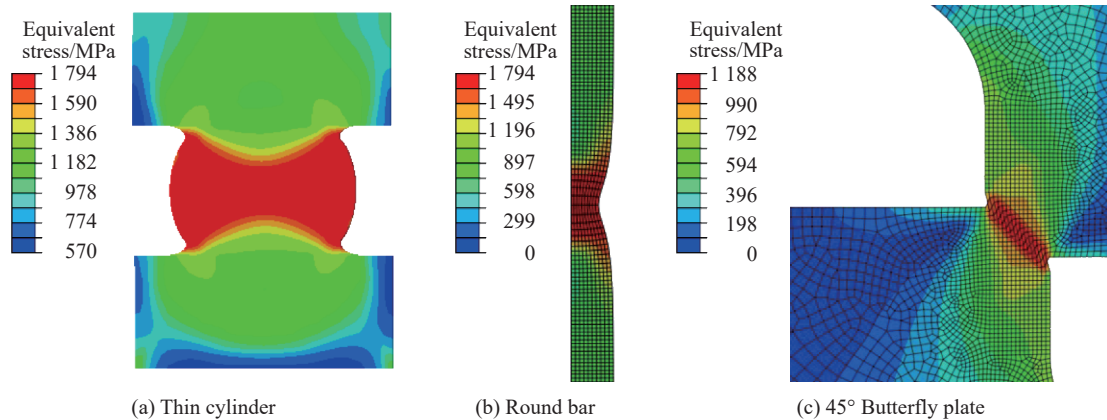 Equivalent
stress/MPa
1 794
1 590
1 386
1 182
978
774
570
(a) Thin cylinder
Equivalent
stress/MPa
1 794
1 495
1 196
897
598
299
0
(b) Round bar
Equivalent
stress/MPa
1 188
990
792
594
396
198
0
(c) 45° Butterfly plate